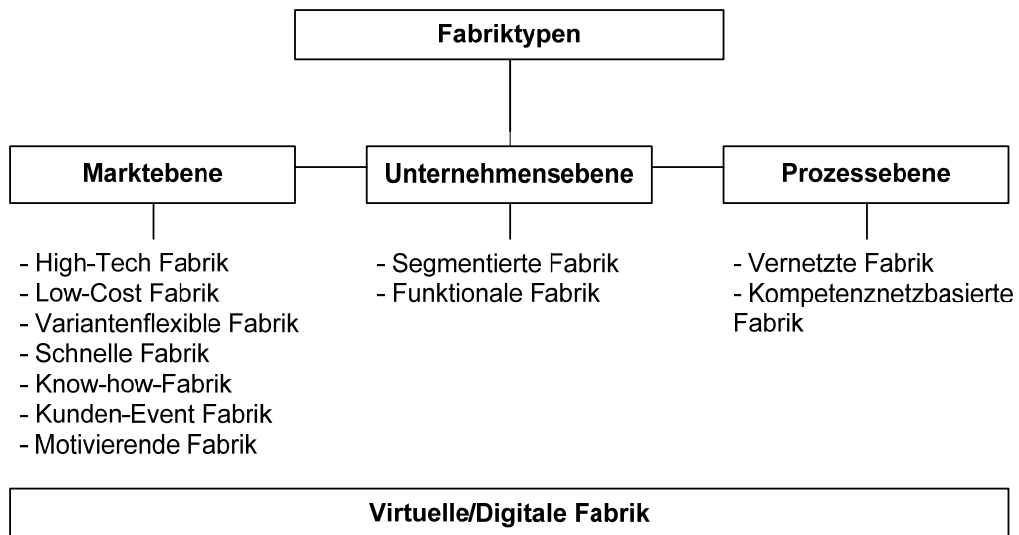 Fabriktypen
Marktebene
Unternehmensebene
Prozessebene
- High-Tech Fabrik
- Low-Cost Fabrik
- Variantenflexible Fabrik
- Schnelle Fabrik
- Know-how-Fabrik
- Kunden-Event Fabrik
- Motivierende Fabrik
- Segmentierte Fabrik
- Funktionale Fabrik
- Vernetzte Fabrik
- Kompetenznetzbasierte
Fabrik
Virtuelle/Digitale Fabrik